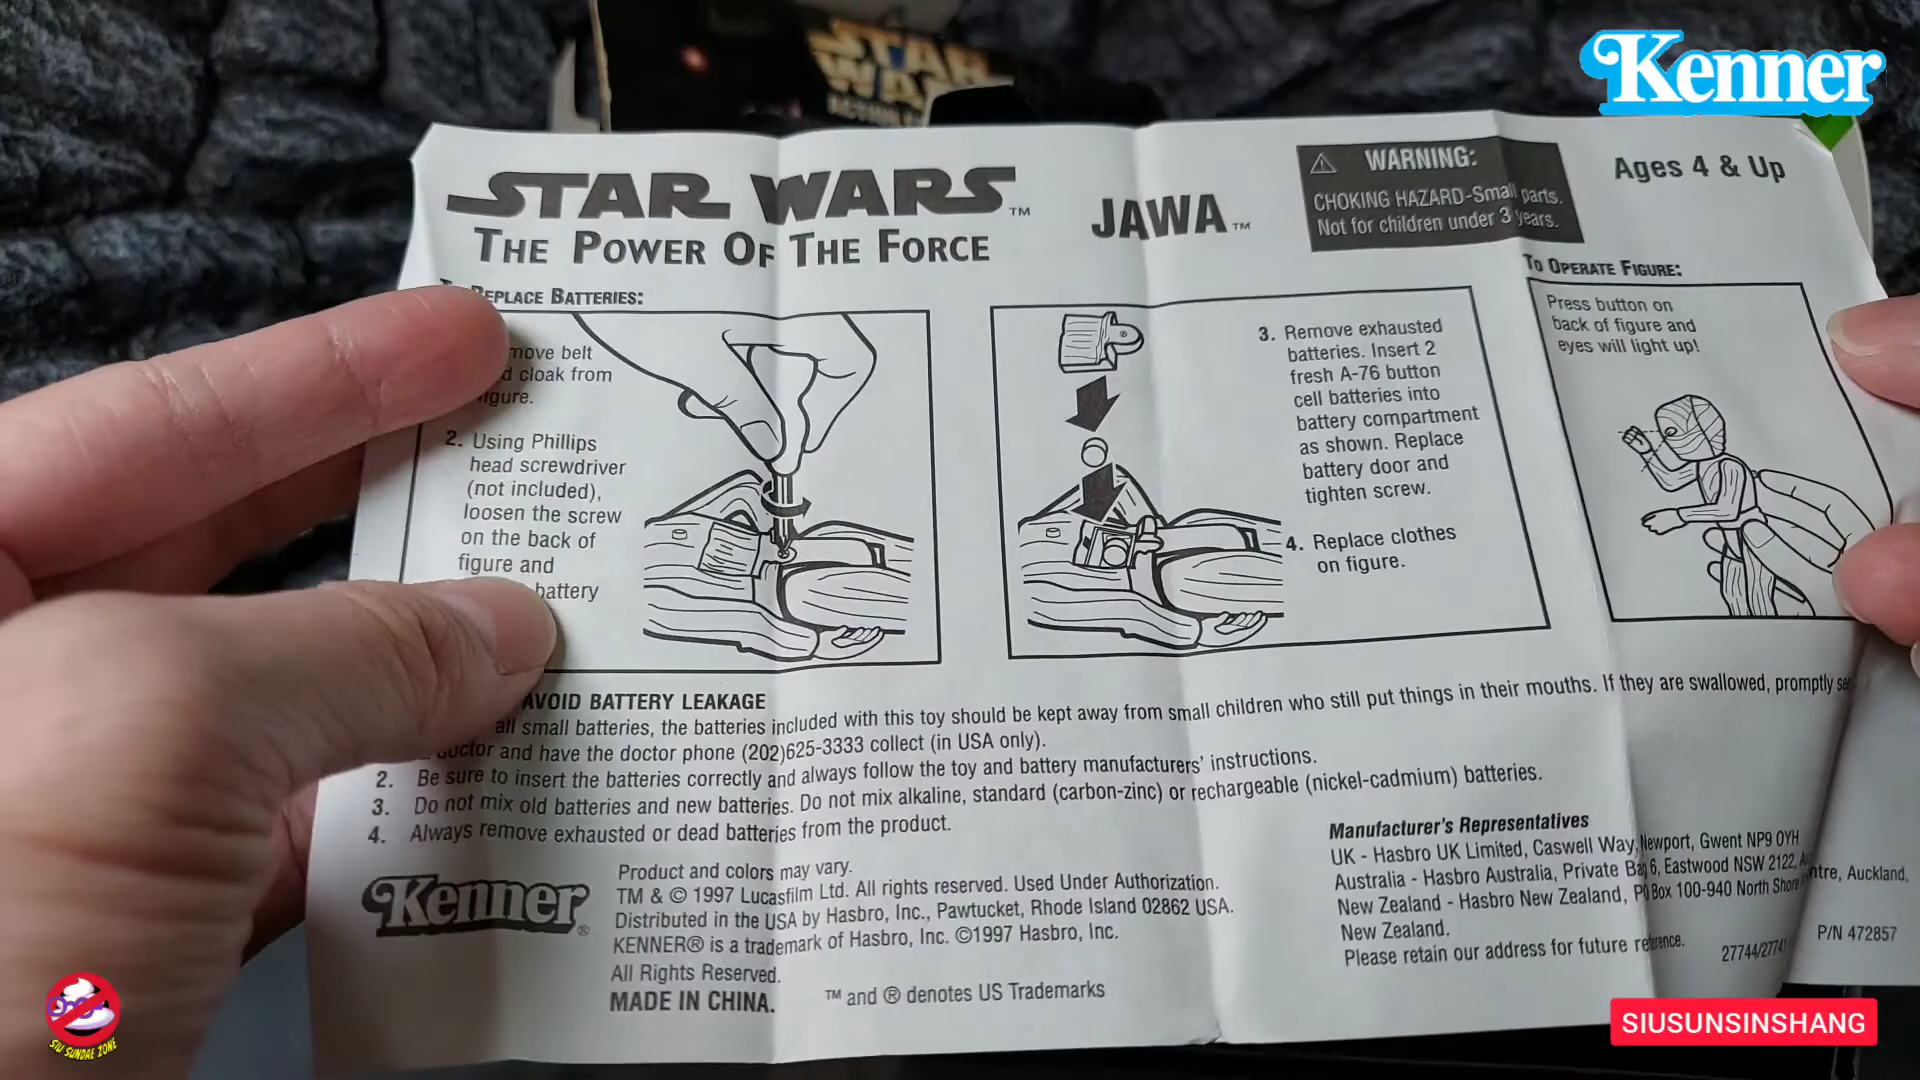 STAR
WA
Kenner
STAR WARS™
THE POWER OF THE FORCE
JAWA™
WARNING:
CHOKING HAZARD-Small parts.
Not for children under 3 years.
Ages 4 & Up
REPLACE BATTERIES:
belt
cloak from
2. Using Phillips
head screwdriver
(not included),
loosen the screw
on the back of
figure and
battery
3. Remove exhausted
batteries. Insert 2
fresh A-76 button
cell batteries into
battery compartment
as shown. Replace
battery door and
tighten screw.
4. Replace clothes
on figure.
TO OPERATE FIGURE:
Press button on
back of figure and
eyes will light up!
AVOID BATTERY LEAKAGE
all small batteries, the batteries included with this toy should be kept away from small children who still put things in their mouths. If they are swallowed, promptly
doctor and have the doctor phone (202)625-3333 collect (in USA only).
2. Be sure to insert the batteries correctly and always follow the toy and battery manufacturers' instructions.
3. Do not mix old batteries and new batteries. Do not mix alkaline, standard (carbon-zinc) or rechargeable (nickel-cadmium) batteries.
4. Always remove exhausted or dead batteries from the product.
Kenner®
Product and colors may vary.
TM & © 1997 Lucasfilm Ltd. All rights reserved. Used Under Authorization.
Distributed in the USA by Hasbro, Inc., Pawtucket, Rhode Island 02862 USA.
KENNER® is a trademark of Hasbro, Inc. ©1997 Hasbro, Inc.
All Rights Reserved.
MADE IN CHINA.
™ and ® denotes US Trademarks
Manufacturer's Representatives
UK - Hasbro UK Limited, Caswell Way, Newport, Gwent NP9 0YH
Australia - Hasbro Australia, Private Bag 6, Eastwood NSW 2122,
New Zealand - Hasbro New Zealand, PO Box 100-940 North Shore Auckland,
New Zealand.
Please retain our address for future reference.
27744/27741
P/N 472857
SIU SUNDAE ZONE
SIUSUNSINSHANG